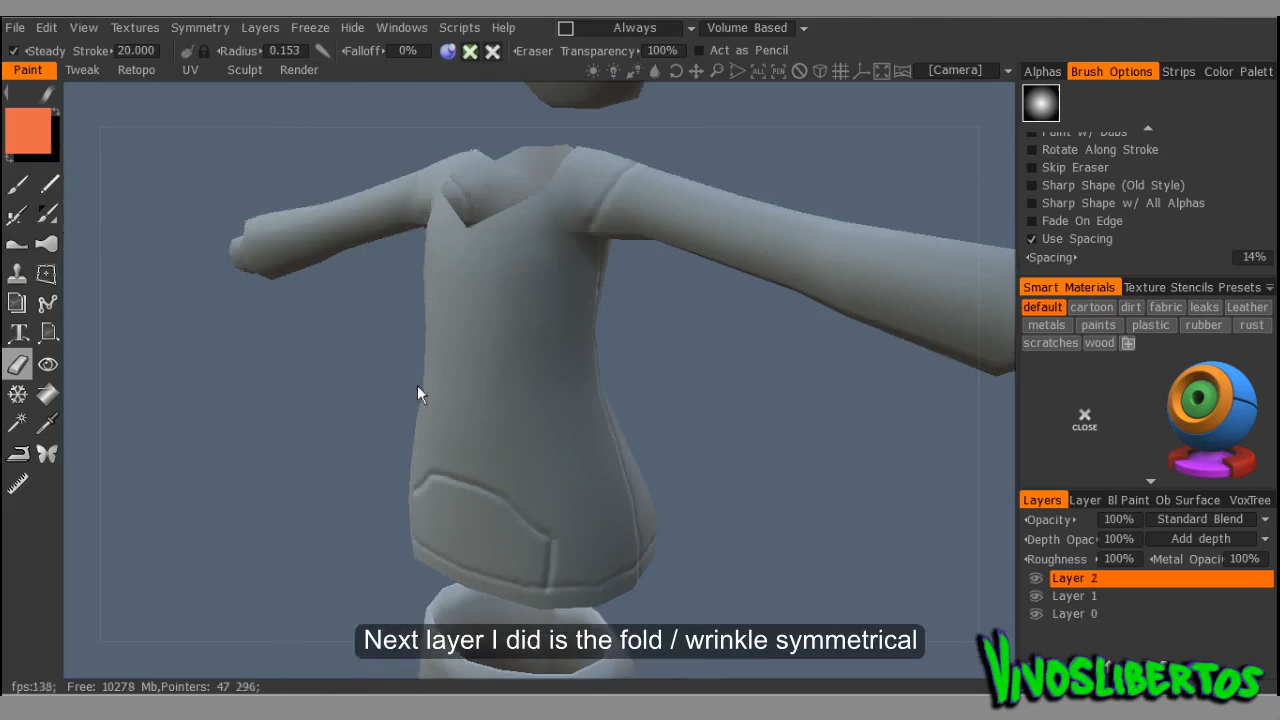 File Edit View Textures Symmetry Layers Freeze Hide Windows Scripts Help Always Volume Based
Steady Stroke 20.000 Radius 0.153 Falloff 0% Eraser Transparency 100% Act as Pencil
Paint Tweak Retopo UV Sculpt Render [Camera]
Alphas Brush Options Strips Color Palett
Paint w/ Dabs
Rotate Along Stroke
Skip Eraser
Sharp Shape (Old Style)
Sharp Shape w/ All Alphas
Fade On Edge
Use Spacing
Spacing 14%
Smart Materials Texture Stencils Presets
default cartoon dirt fabric leaks Leather
metals paints plastic rubber rust
scratches wood
CLOSE
Layers Layer Bl Paint Ob Surface VoxTree
Opacity 100% Standard Blend
Depth Opac 100% Add depth
Roughness 100% Metal Opaci 100%
Layer 2
Layer 1
Layer 0
Next layer I did is the fold / wrinkle symmetrical
VIVOSLIBERTOS
fps:138; Free: 10278 Mb,Pointers: 47 296;